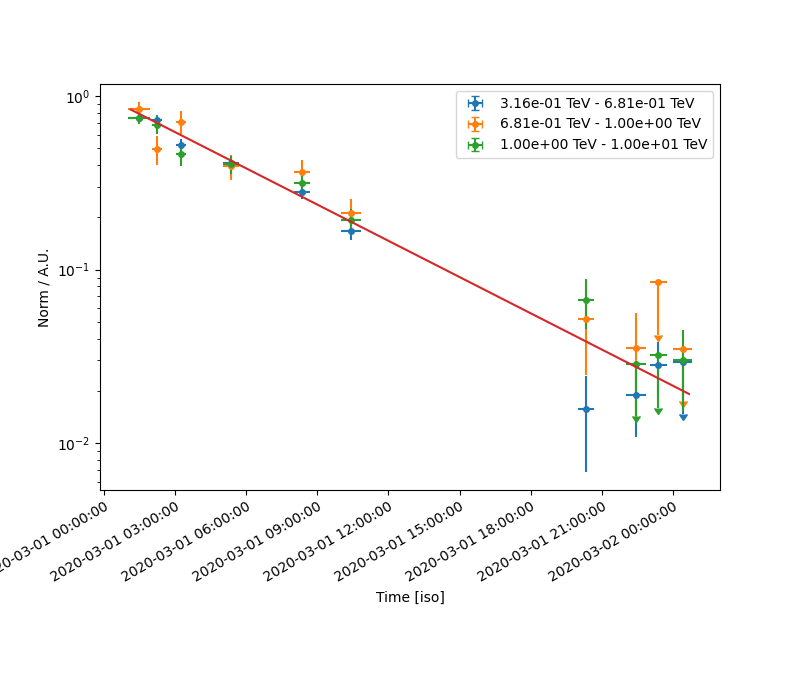 10⁰
10⁻¹
10⁻²
Norm / A.U.
3.16e-01 TeV - 6.81e-01 TeV
6.81e-01 TeV - 1.00e+00 TeV
1.00e+00 TeV - 1.00e+01 TeV
20-03-01 00:00:00
2020-03-01 03:00:00
2020-03-01 06:00:00
2020-03-01 09:00:00
2020-03-01 12:00:00
2020-03-01 15:00:00
2020-03-01 18:00:00
2020-03-01 21:00:00
2020-03-02 00:00:00
Time [iso]